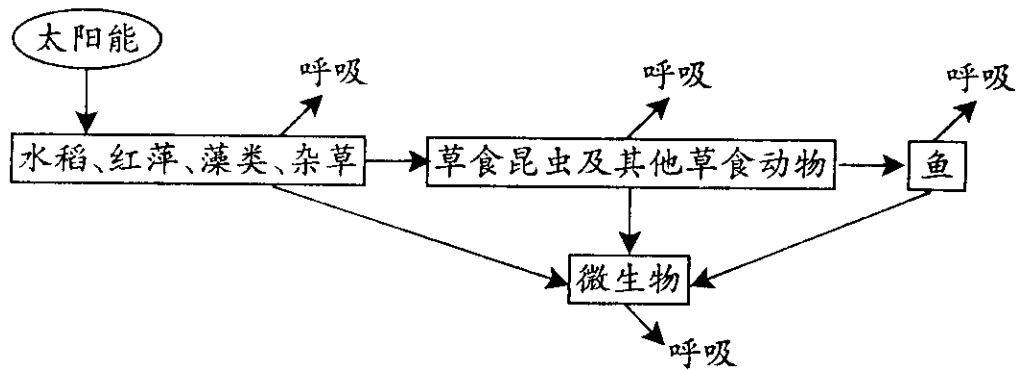 太阳能
呼吸
呼吸
呼吸
水稻、红萍、藻类、杂草
草食昆虫及其他草食动物
鱼
微生物
呼吸